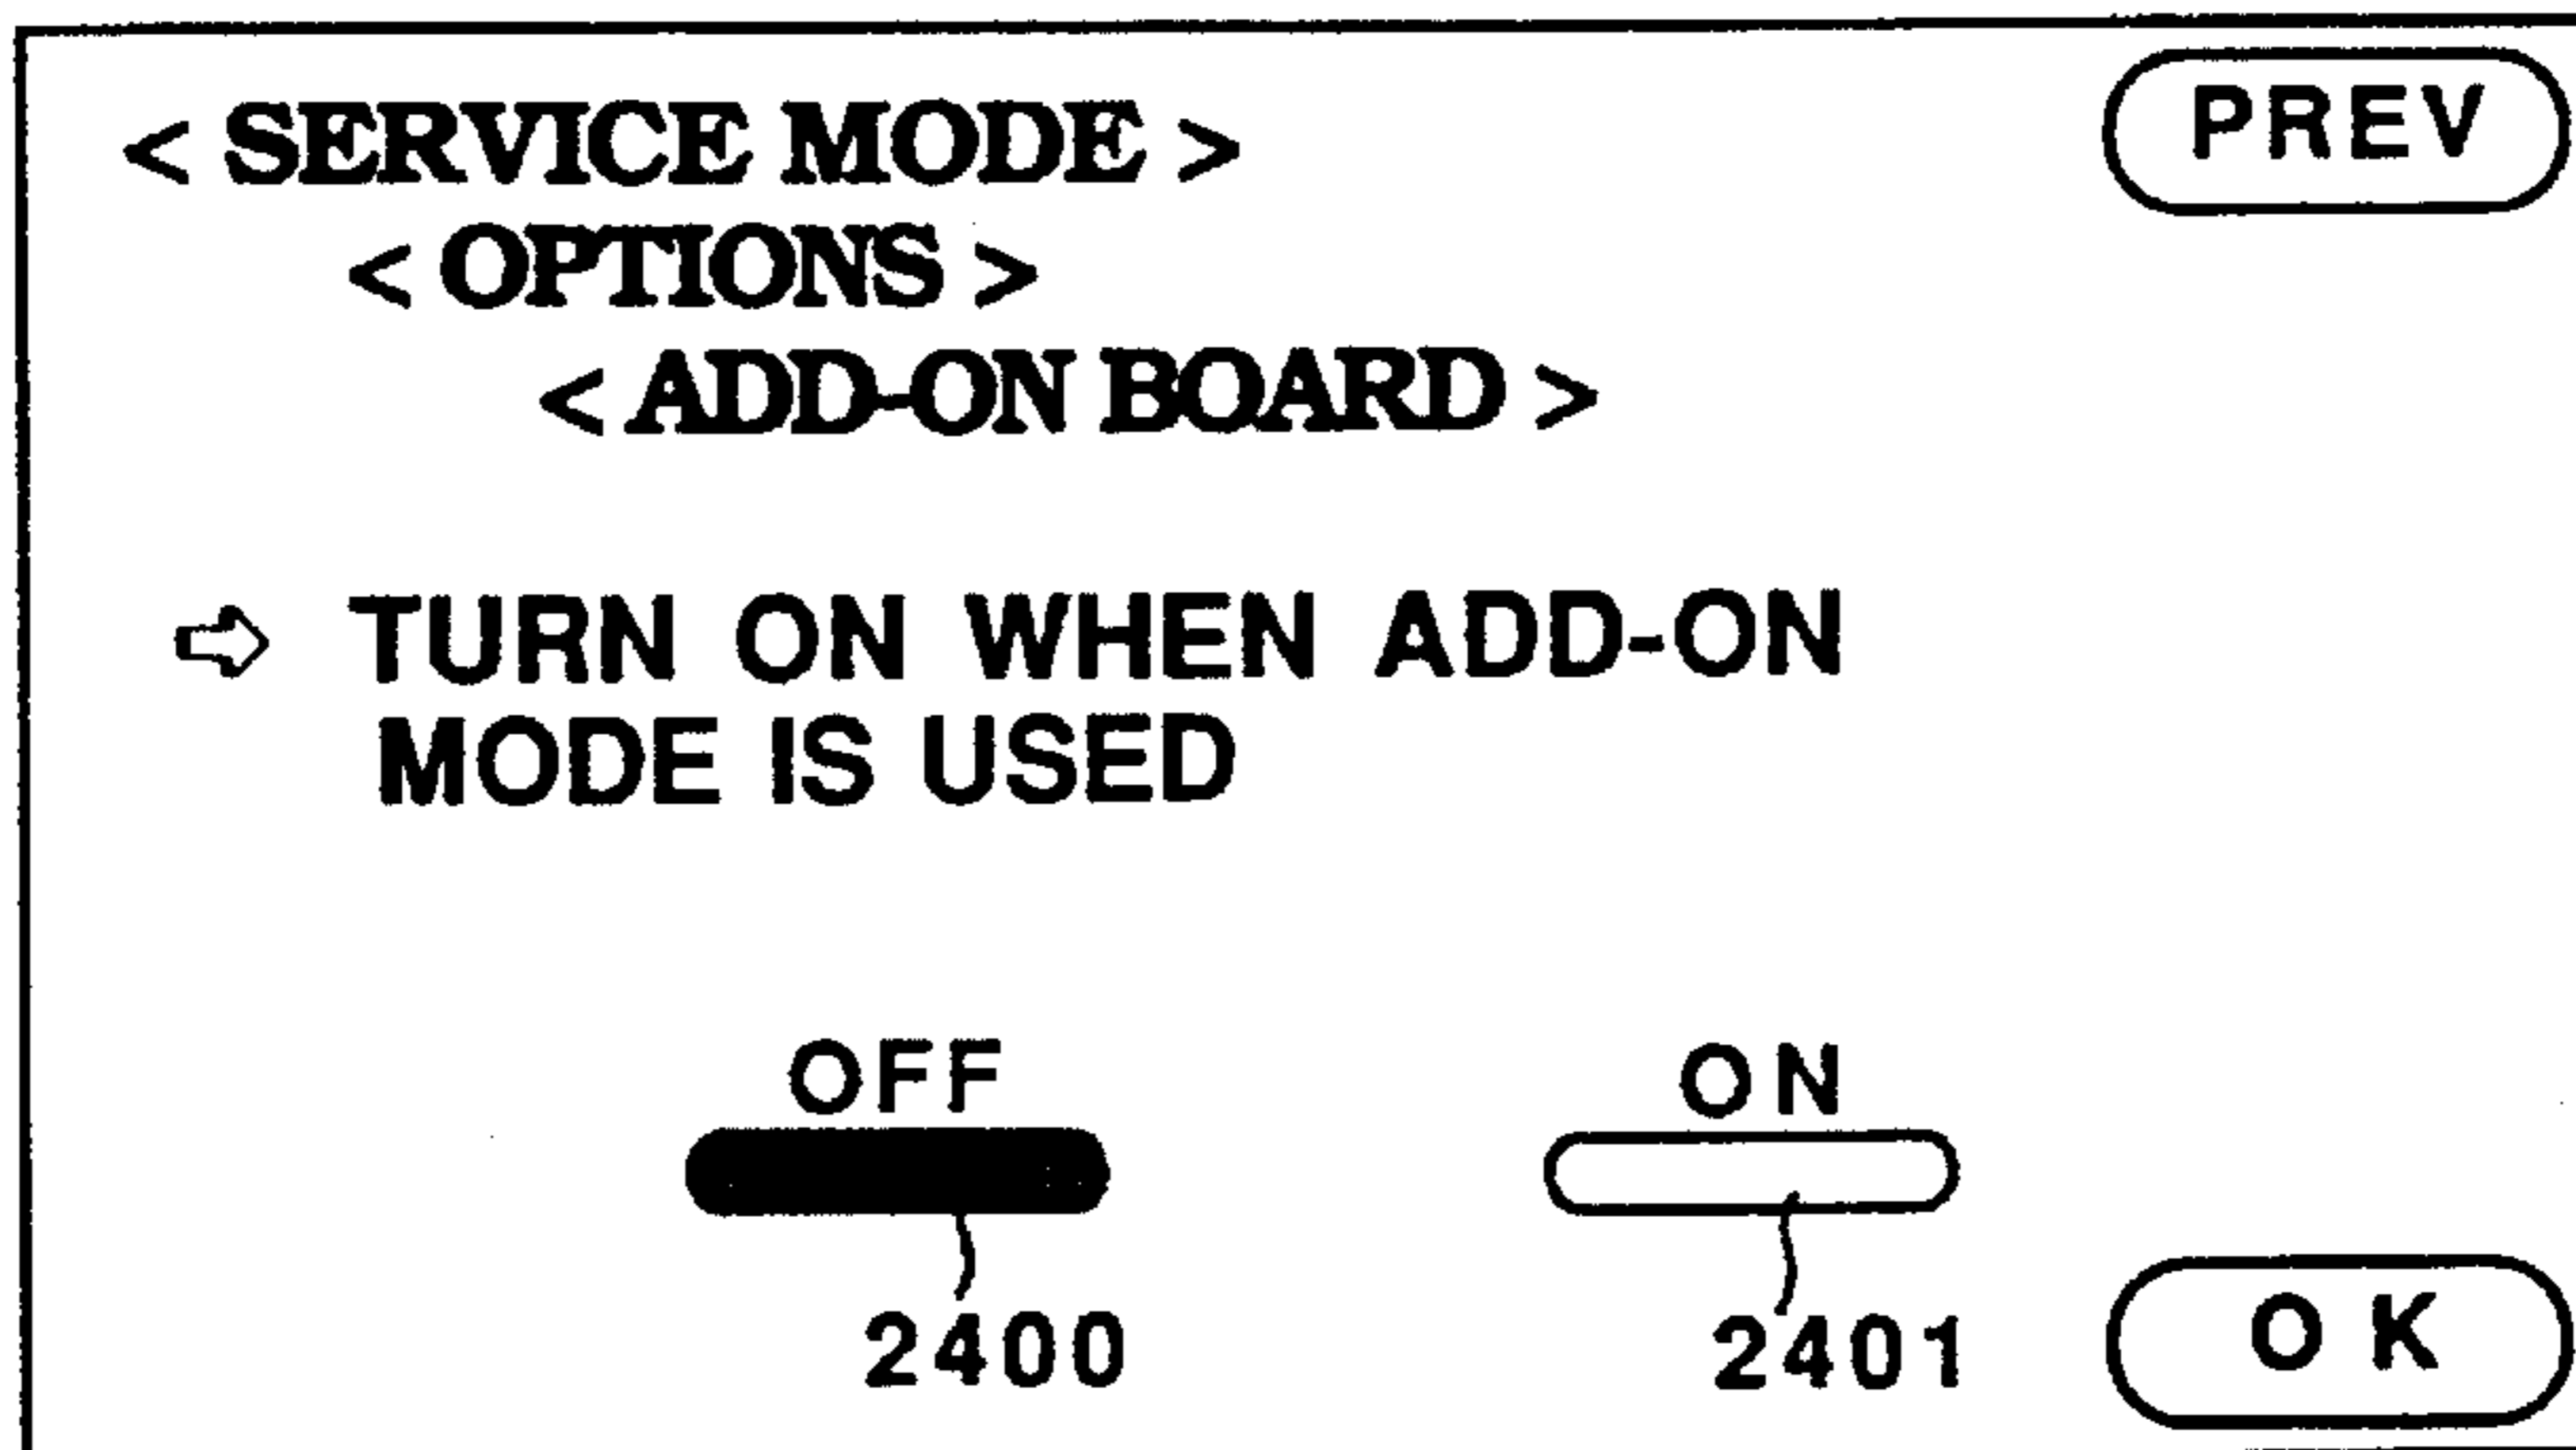 < SERVICE MODE >
PREV
< OPTIONS >
< ADD-ON BOARD >
⇨ TURN ON WHEN ADD-ON
MODE IS USED
OFF ON
2400 2401
OK